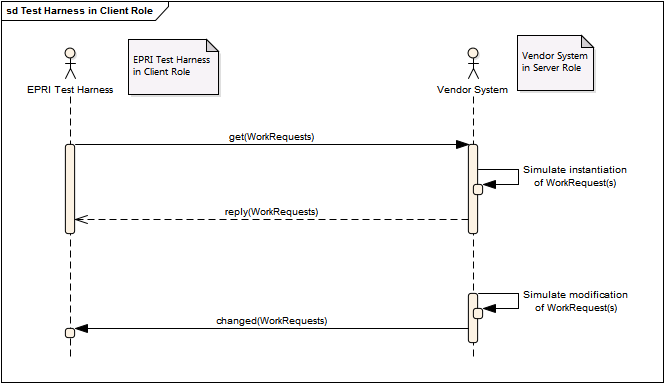 sd Test Harness in Client Role
EPRI Test Harness
in Client Role
Vendor System
in Server Role
EPRI Test Harness
Vendor System
get(WorkRequests)
Simulate instantiation
of WorkRequest(s)
reply(WorkRequests)
Simulate modification
of WorkRequest(s)
changed(WorkRequests)